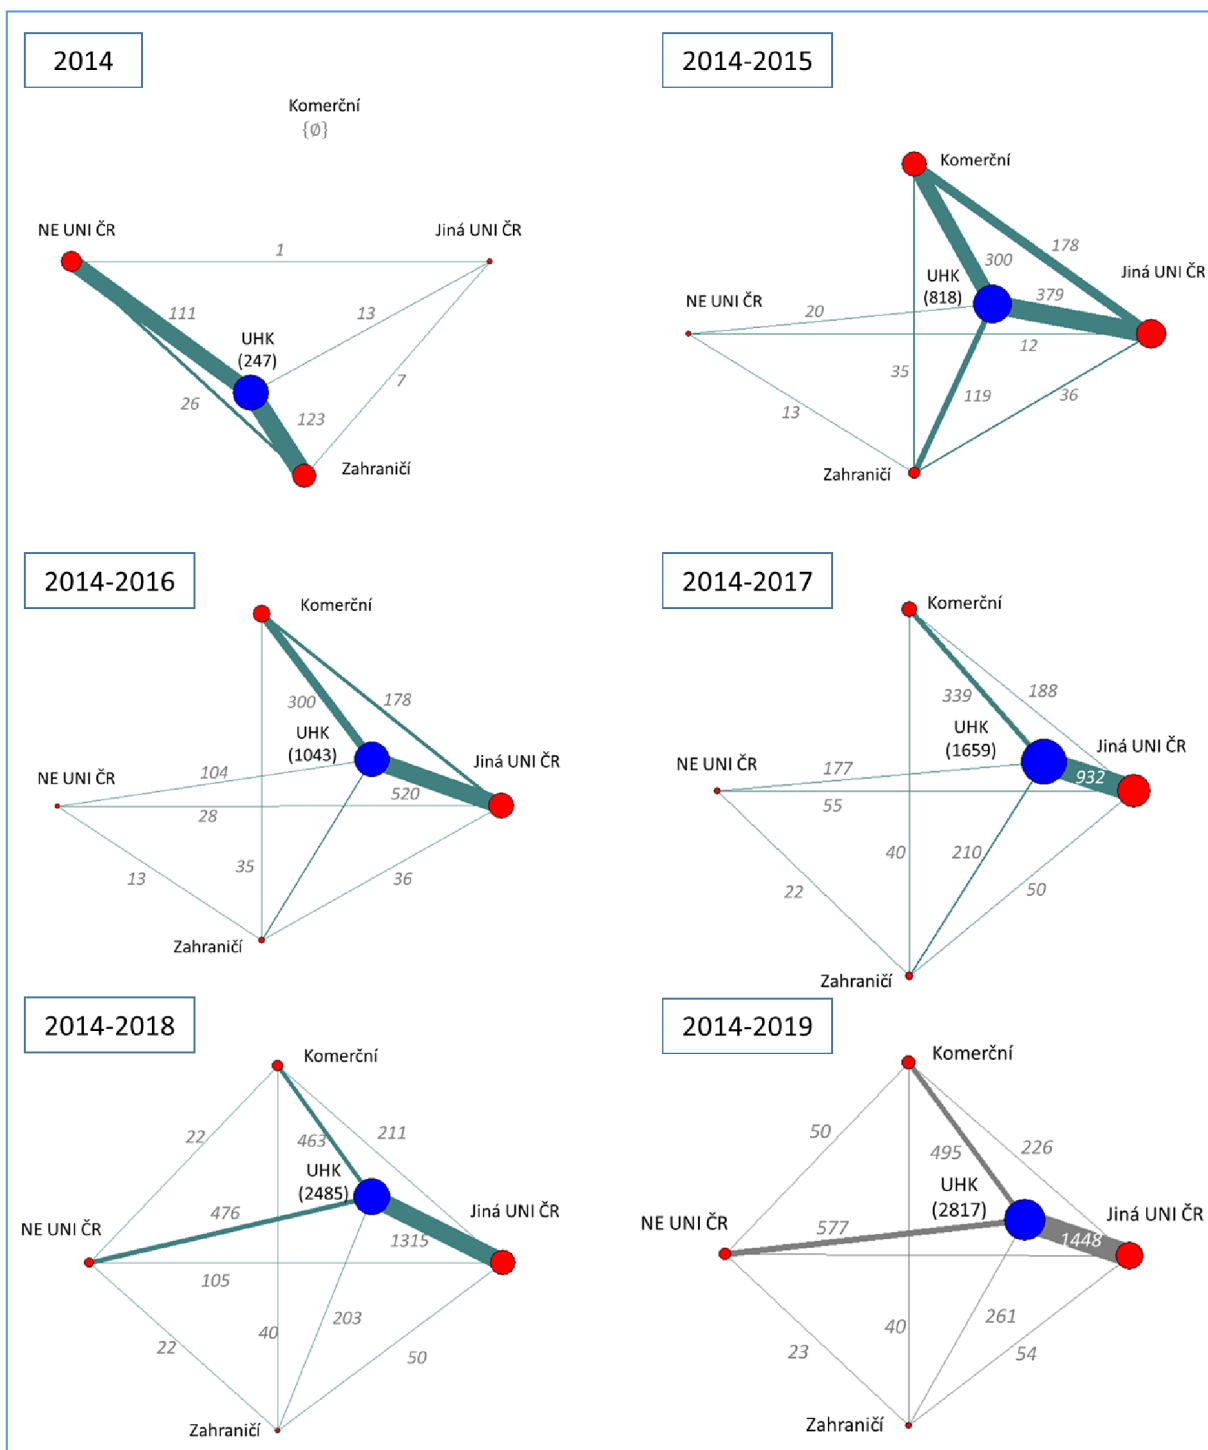 2014
Komerční
{∅}
NE UNI ČR
Jiná UNI ČR
1
111
13
UHK
(247)
7
26
123
Zahraničí
2014-2015
Komerční
178
300
Jiná UNI ČR
UHK
(818)
379
NE UNI ČR
20
12
35
119
36
13
Zahraničí
2014-2016
Komerční
300
178
UHK
(1043)
Jiná UNI ČR
104
NE UNI ČR
520
28
35
13
36
Zahraničí
2014-2017
Komerční
339
188
UHK
(1659)
Jiná UNI ČR
177
932
NE UNI ČR
55
40
210
22
50
Zahraničí
2014-2018
Komerční
22
463
211
UHK
(2485)
476
Jiná UNI ČR
NE UNI ČR
1315
105
203
40
22
50
Zahraničí
2014-2019
Komerční
50
495
226
UHK
(2817)
577
Jiná UNI ČR
NE UNI ČR
1448
40
261
23
54
Zahraničí